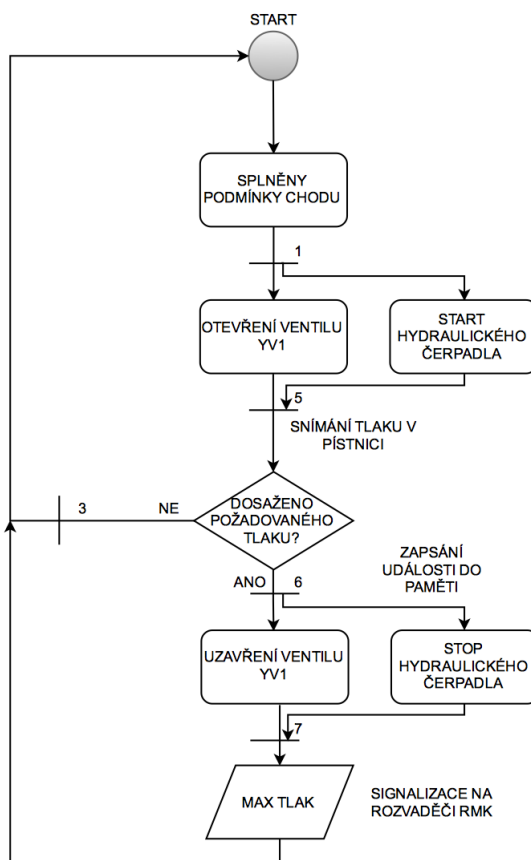 START
SPLNĚNY
PODMÍNKY CHODU
1
OTEVŘENÍ VENTILU
YV1
START
HYDRAULICKÉHO
ČERPADLA
5
SNÍMÁNÍ TLAKU V
PÍSTNICI
3
NE
DOSAŽENO
POŽADOVANÉHO
TLAKU?
ZAPSÁNÍ
UDÁLOSTI DO
PAMĚTI
ANO
6
UZAVŘENÍ VENTILU
YV1
STOP
HYDRAULICKÉHO
ČERPADLA
7
MAX TLAK
SIGNALIZACE NA
ROZVADĚČI RMK